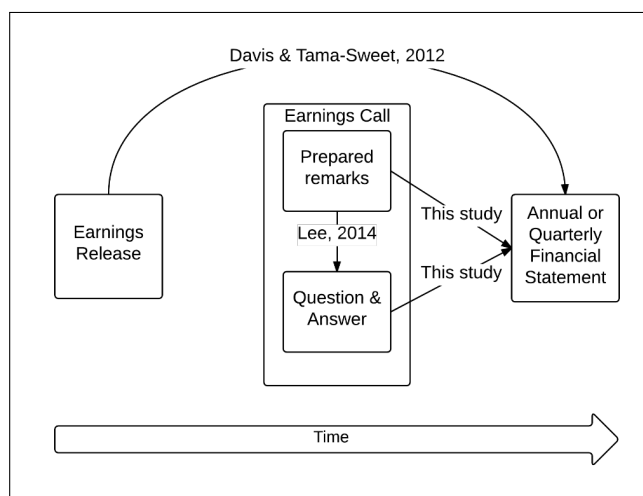 Davis & Tama-Sweet, 2012
Earnings Call
Prepared
remarks
This study
Lee, 2014
This study
Question &
Answer
Earnings
Release
Annual or
Quarterly
Financial
Statement
Time